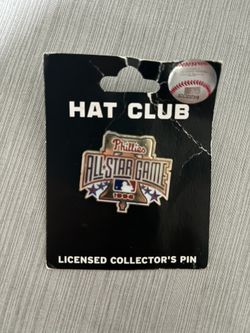 HAT CLUB
Phillies
ALL-STAR GAME
1996
LICENSED COLLECTOR'S PIN